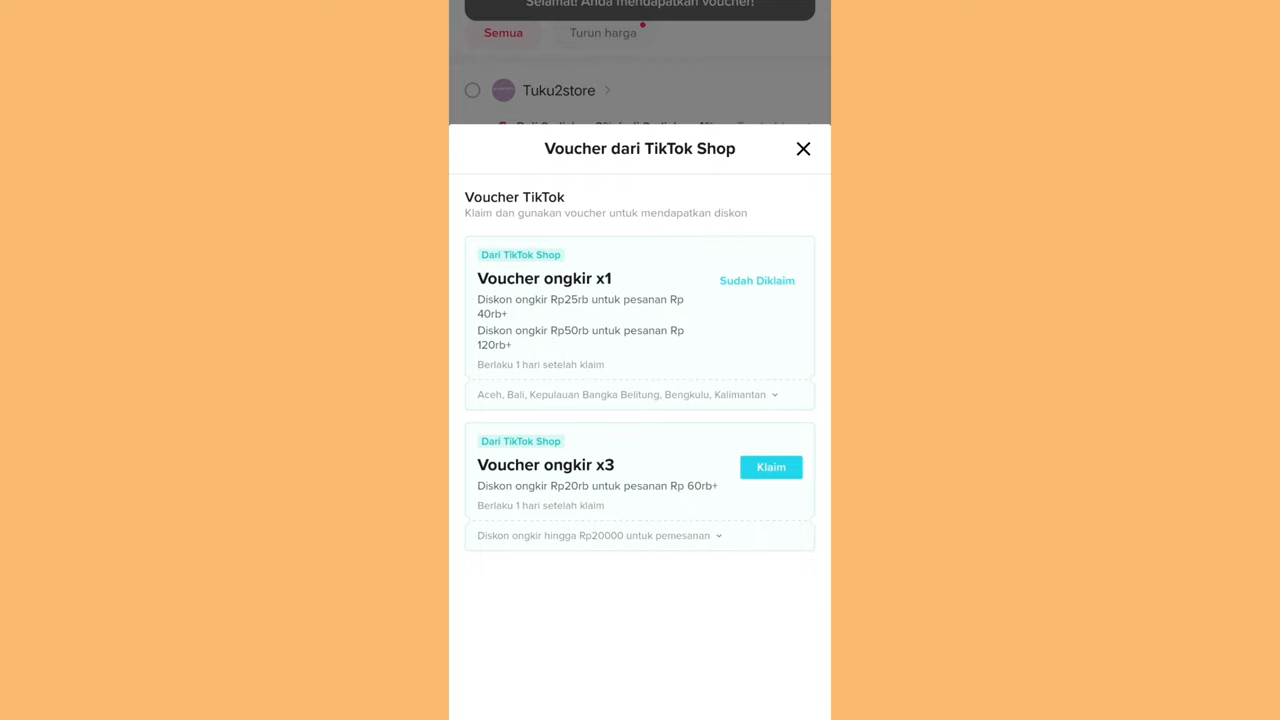 Selamat! Anda mendapatkan voucher!
Semua
Turun harga
Tuku2store
Voucher dari TikTok Shop
Voucher TikTok
Klaim dan gunakan voucher untuk mendapatkan diskon
Dari TikTok Shop
Voucher ongkir x1
Sudah Diklaim
Diskon ongkir Rp25rb untuk pesanan Rp
40rb+
Diskon ongkir Rp50rb untuk pesanan Rp
120rb+
Berlaku 1 hari setelah klaim
Aceh, Bali, Kepulauan Bangka Belitung, Bengkulu, Kalimantan
Dari TikTok Shop
Voucher ongkir x3
Klaim
Diskon ongkir Rp20rb untuk pesanan Rp 60rb+
Berlaku 1 hari setelah klaim
Diskon ongkir hingga Rp20000 untuk pemesanan